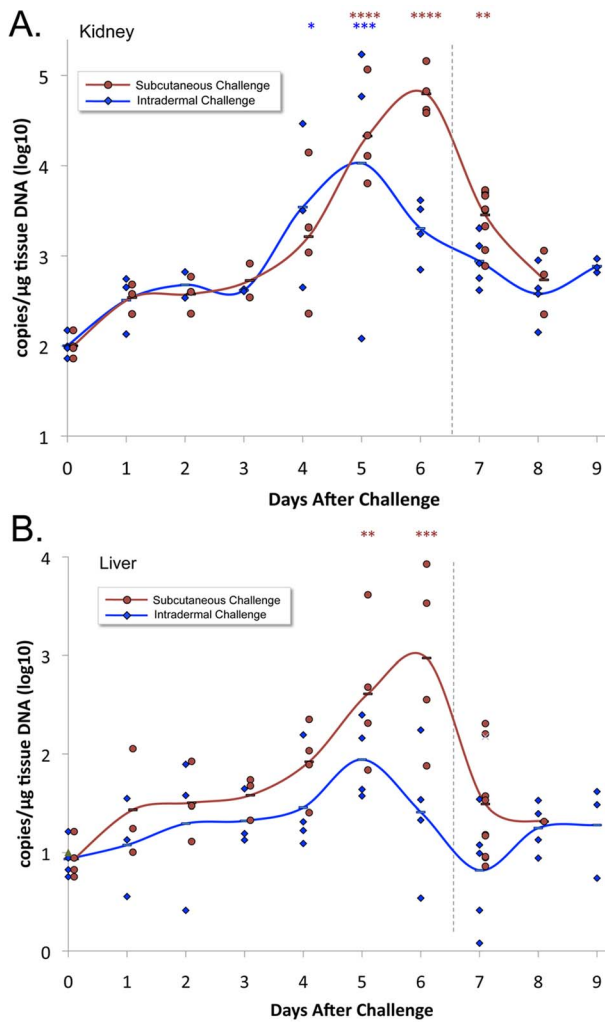 A.
Kidney
**** **** **
* ***
Subcutaneous Challenge
Intradermal Challenge
copies/µg tissue DNA (log10)
5
4
3
2
1
0 1 2 3 4 5 6 7 8 9
Days After Challenge
B.
Liver
** ***
Subcutaneous Challenge
Intradermal Challenge
copies/µg tissue DNA (log10)
4
3
2
1
0
0 1 2 3 4 5 6 7 8 9
Days After Challenge